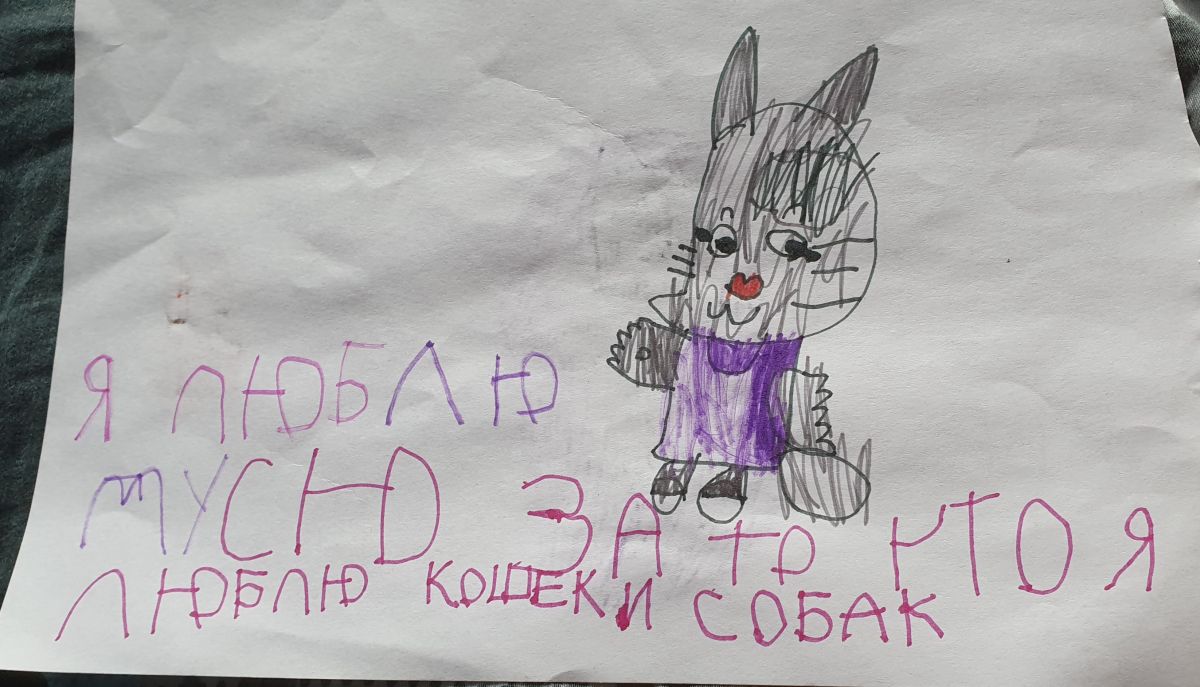 Я ЛЮБЛЮ
МУСЮ ЗА ТО ЧТО Я
ЛЮБЛЮ КОШЕК И СОБАК